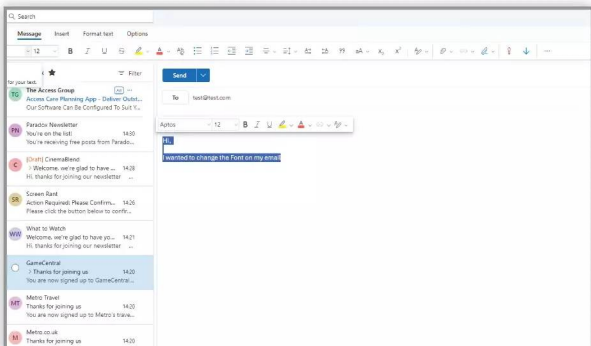 Search
Message Insert Format text Options
12 B I U
for your text.
Filter
TG The Access Group Ad
Access Care Planning App - Deliver Outst...
Our Software Can Be Configured To Suit Y...
PN Paradox Newsletter
You're on the list! 14:30
You're receiving free posts from Parado...
C [Draft] CinemaBlend
Welcome, we're glad to have ... 14:28
Hi, thanks for joining our newsletter ...
SR Screen Rant
Action Required: Please Confirm... 14:26
Please click the button below to confir...
WW What to Watch
Welcome, we're glad to have yo... 14:21
Hi, thanks for joining our newsletter ...
GameCentral
Thanks for joining us 14:20
You are now signed up to GameCentral...
MT Metro Travel
Thanks for joining us 14:20
You are now signed up to Metro's trave...
M Metro.co.uk
Thanks for joining us 14:20
Send
To test@test.com
Aptos 12 B I U
Hi,
I wanted to change the Font on my email